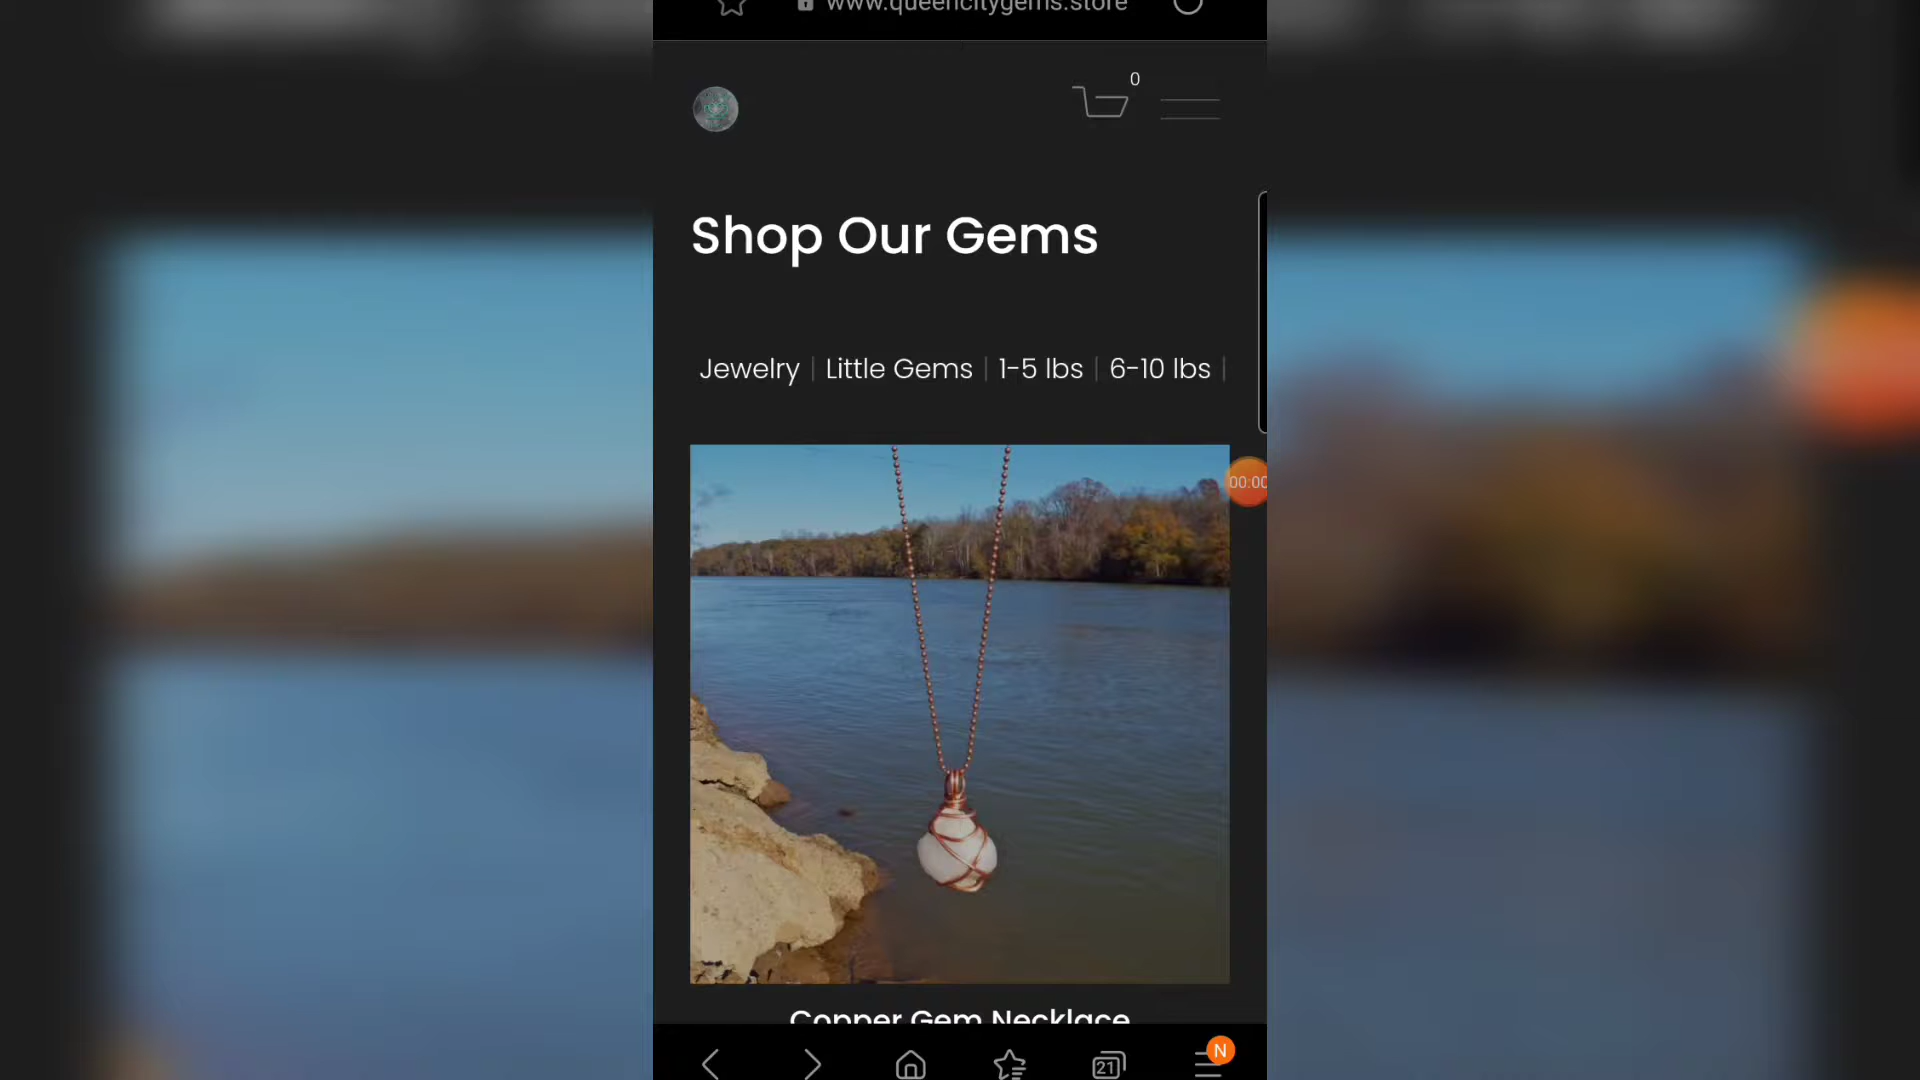 www.queencitygems.store
0
Shop Our Gems
Jewelry | Little Gems | 1-5 lbs | 6-10 lbs |
00:00
Copper Gem Necklace
21
N